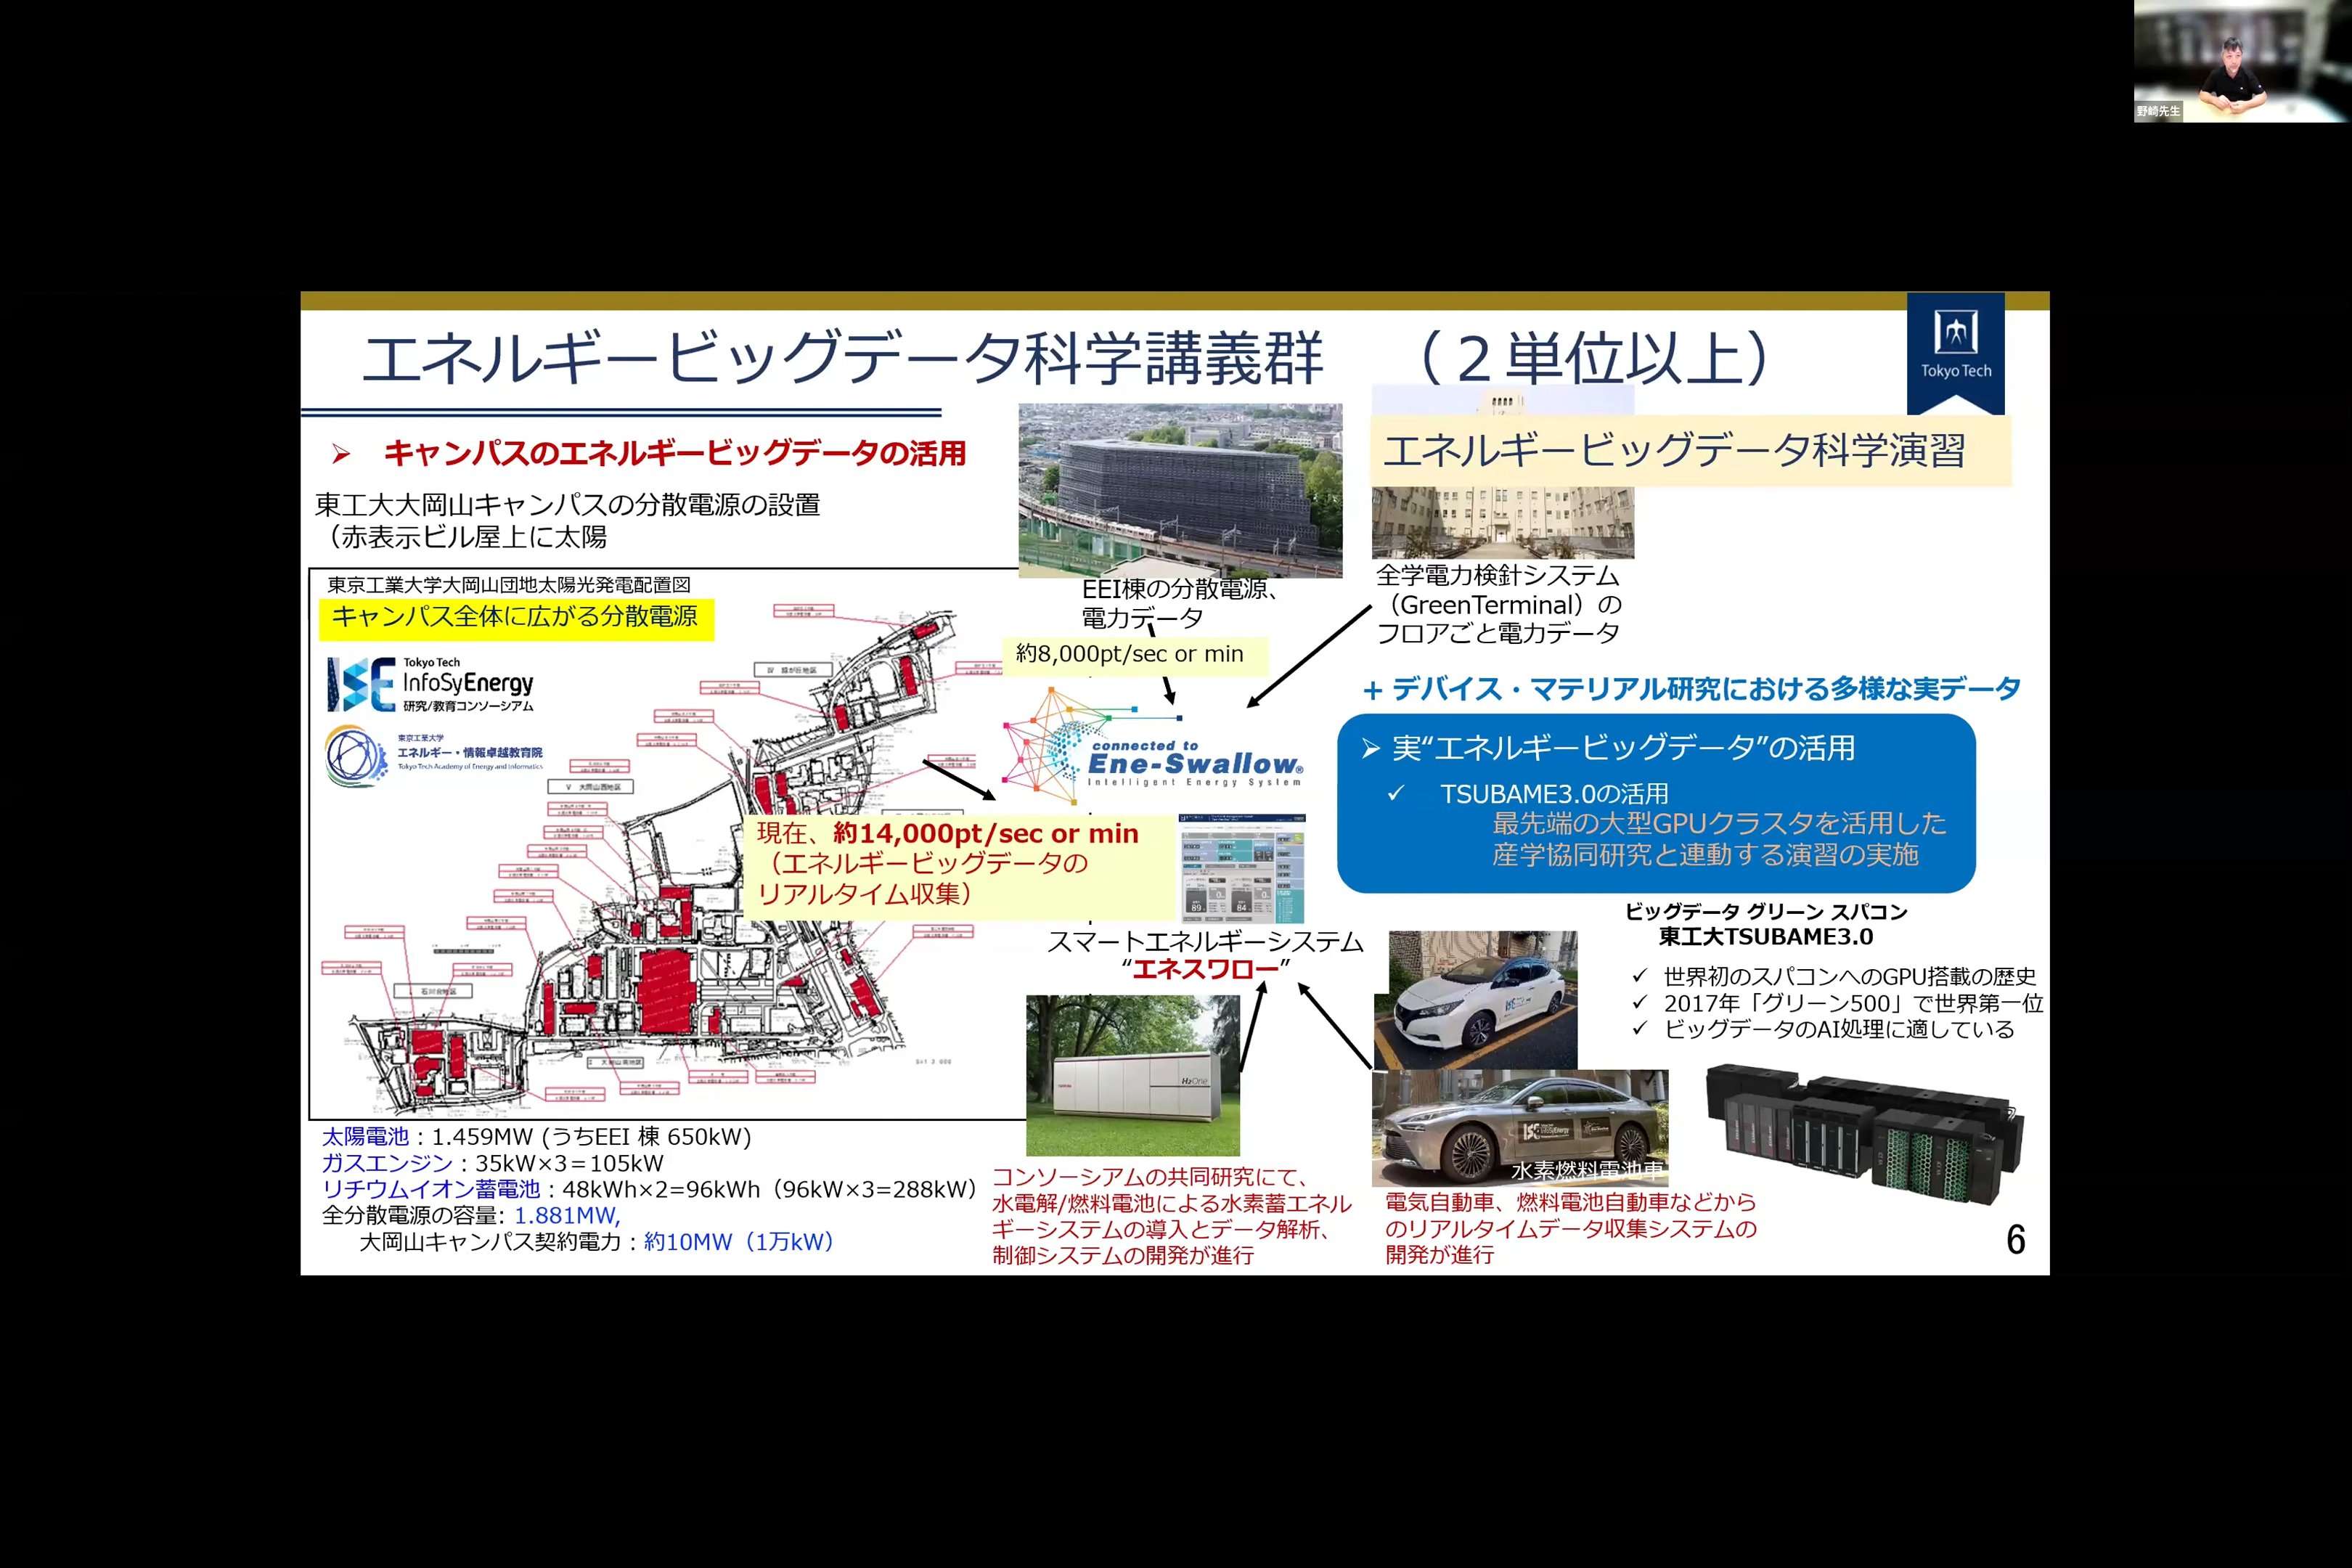 野崎先生
エネルギービッグデータ科学講義群 （２単位以上）
Tokyo Tech
➢ キャンパスのエネルギービッグデータの活用
東工大大岡山キャンパスの分散電源の設置
（赤表示ビル屋上に太陽
エネルギービッグデータ科学演習
東京工業大学大岡山団地太陽光発電配置図
キャンパス全体に広がる分散電源
Tokyo Tech
InfoSyEnergy
研究/教育コンソーシアム
東京工業大学
エネルギー・情報卓越教育院
Tokyo Tech Academy of Energy and Informatics
Ⅴ 大岡山西地区
石川台地区
EEI棟の分散電源、
電力データ
約8,000pt/sec or min
全学電力検針システム
（GreenTerminal）の
フロアごと電力データ
connected to
Ene-Swallow®
Intelligent Energy System
現在、約14,000pt/sec or min
（エネルギービッグデータの
リアルタイム収集）
89
84
スマートエネルギーシステム
“エネスワロー”
+ デバイス・マテリアル研究における多様な実データ
➢ 実“エネルギービッグデータ”の活用
✓ TSUBAME3.0の活用
最先端の大型GPUクラスタを活用した
産学協同研究と連動する演習の実施
ビッグデータ グリーン スパコン
東工大TSUBAME3.0
✓ 世界初のスパコンへのGPU搭載の歴史
✓ 2017年「グリーン500」で世界第一位
✓ ビッグデータのAI処理に適している
H2One
水素燃料電池車
太陽電池：1.459MW (うちEEI 棟 650kW)
ガスエンジン：35kW×3＝105kW
リチウムイオン蓄電池：48kWh×2=96kWh（96kW×3=288kW）
全分散電源の容量: 1.881MW,
大岡山キャンパス契約電力：約10MW（1万kW）
コンソーシアムの共同研究にて、
水電解/燃料電池による水素蓄エネル
ギーシステムの導入とデータ解析、
制御システムの開発が進行
電気自動車、燃料電池自動車などから
のリアルタイムデータ収集システムの
開発が進行
6